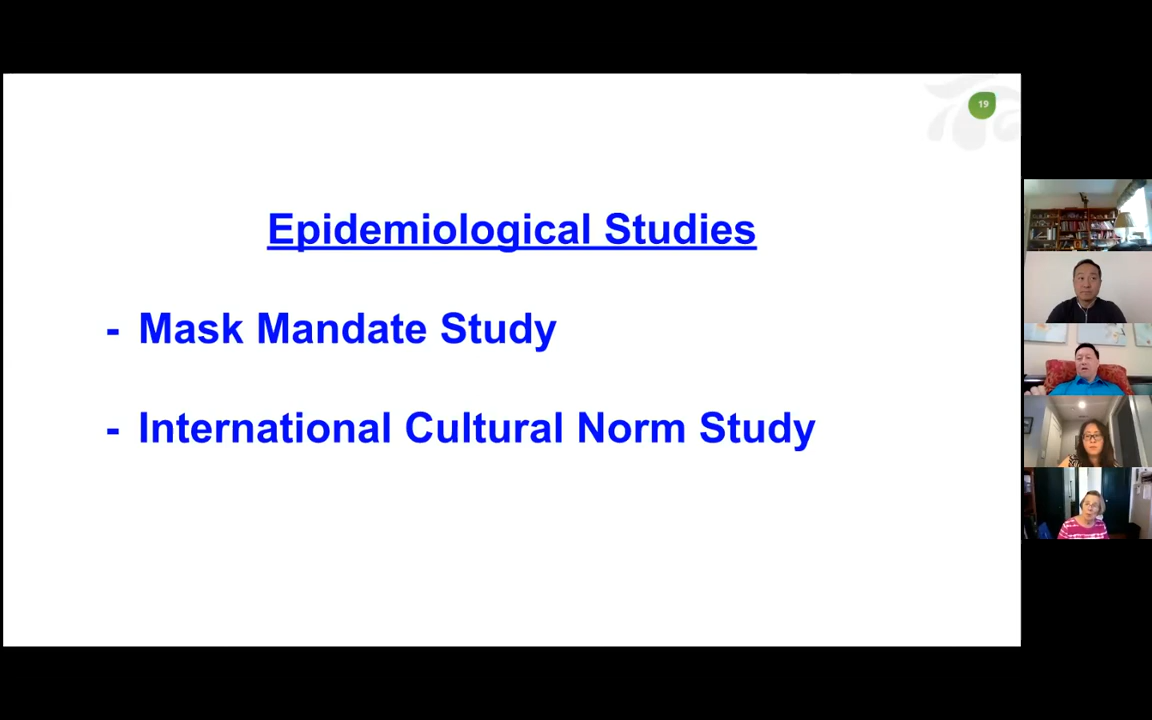 19
Epidemiological Studies
- Mask Mandate Study
- International Cultural Norm Study